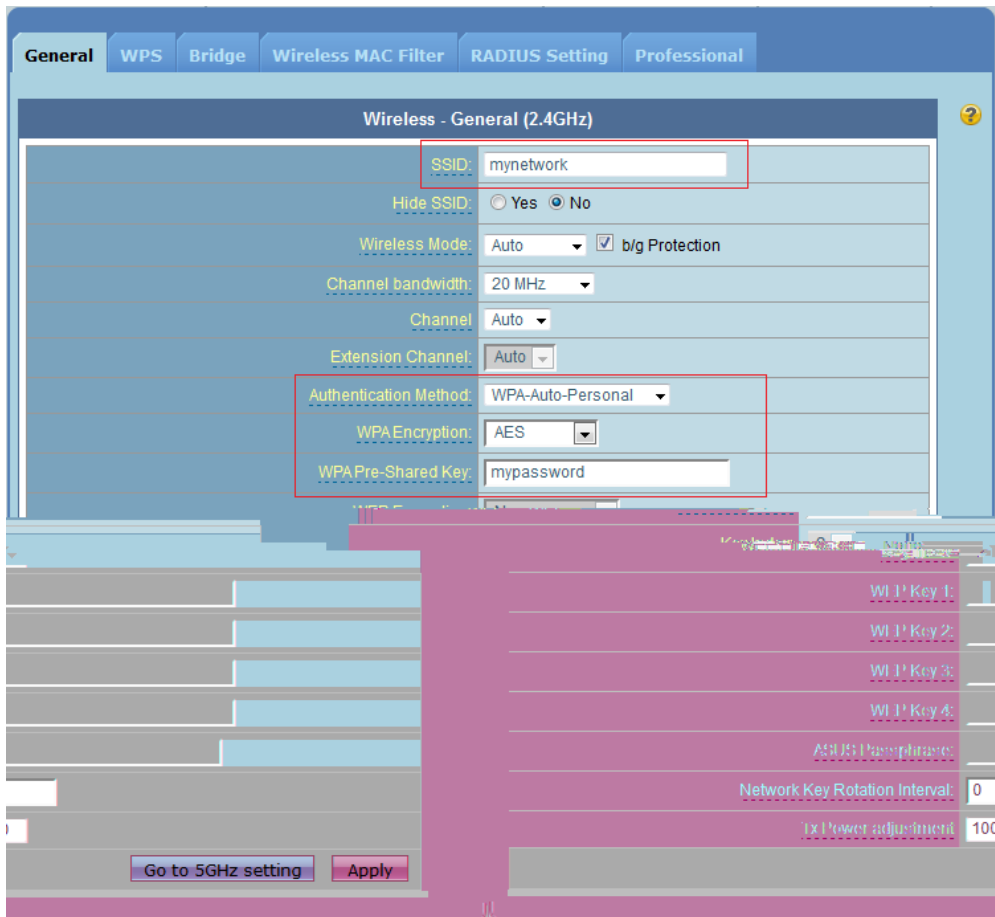 General WPS Bridge Wireless MAC Filter RADIUS Setting Professional
Wireless - General (2.4GHz)
SSID: mynetwork
Hide SSID: Yes No
Wireless Mode: Auto b/g Protection
Channel bandwidth: 20 MHz
Channel Auto
Extension Channel: Auto
Authentication Method: WPA-Auto-Personal
WPA Encryption: AES
WPA Pre-Shared Key: mypassword
WEP Key 1:
WEP Key 2:
WEP Key 3:
WEP Key 4:
ASUS Passphrase:
Network Key Rotation Interval: 0
Tx Power adjustment 100
Go to 5GHz setting Apply